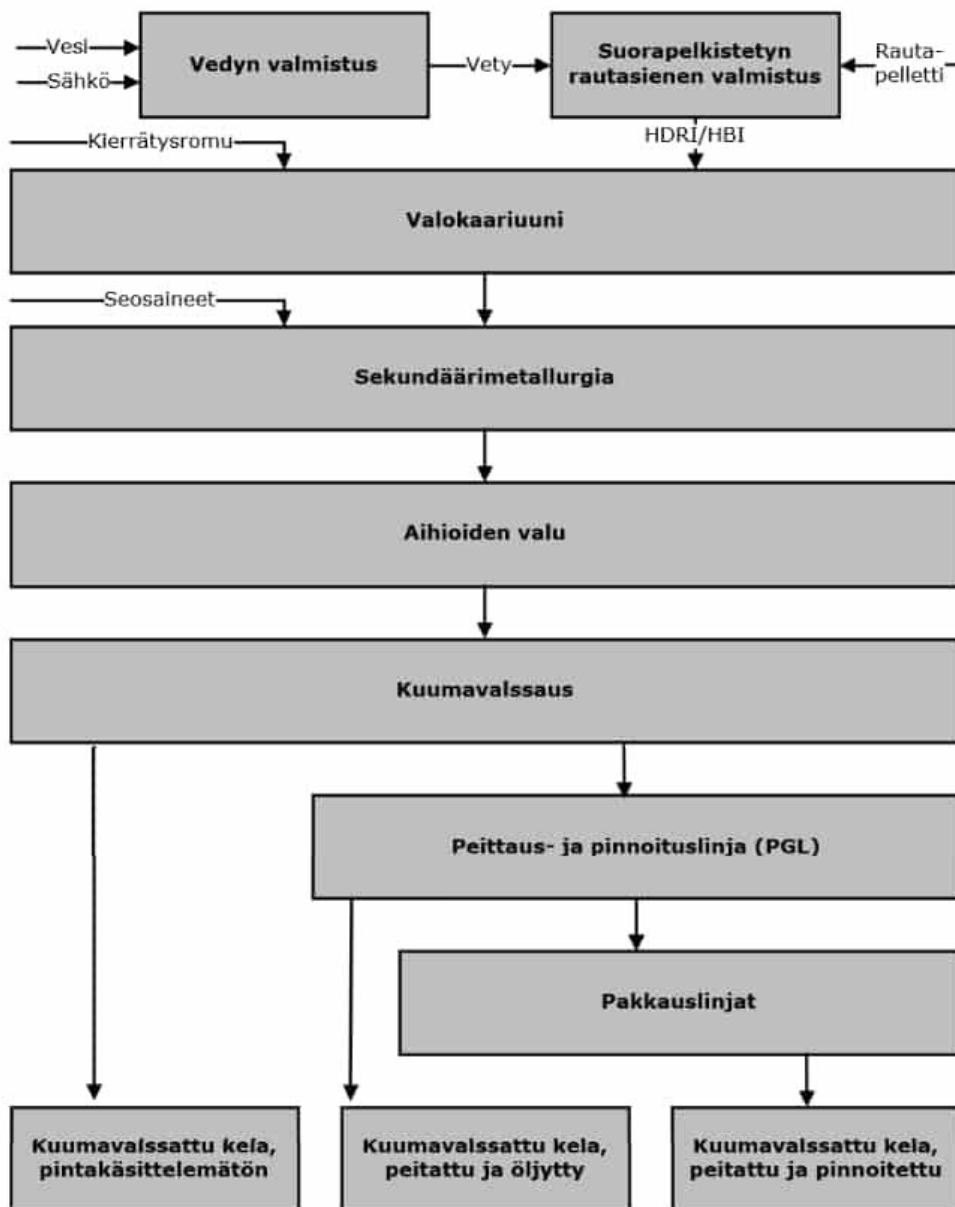 Vesi
Sähkö
Vedyn valmistus
Vety
Suorapelkistetyn
rautasienen valmistus
Rauta-
pelletti
Kierrätysromu
HDRI/HBI
Valokaariuuni
Seosaineet
Sekundäärimetallurgia
Aihioiden valu
Kuumavalssaus
Peittaus- ja pinnoituslinja (PGL)
Pakkauslinjat
Kuumavalssattu kela,
pintakäsittelemätön
Kuumavalssattu kela,
peitattu ja öljytty
Kuumavalssattu kela,
peitattu ja pinnoitettu